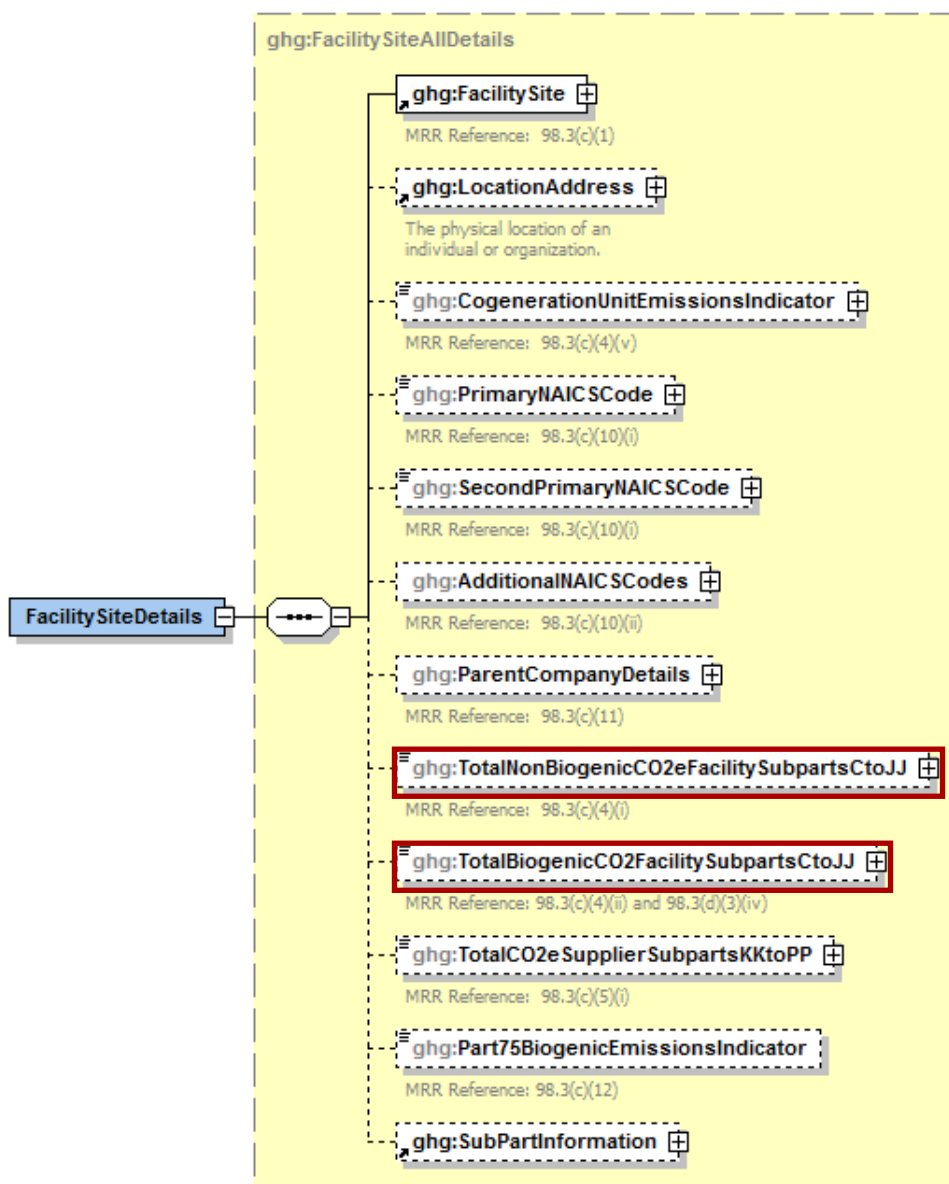 ghg:FacilitySiteAllDetails
ghg:FacilitySite
MRR Reference: 98.3(c)(1)
ghg:LocationAddress
The physical location of an
individual or organization.
ghg:CogenerationUnitEmissionsIndicator
MRR Reference: 98.3(c)(4)(v)
ghg:PrimaryNAICSCode
MRR Reference: 98.3(c)(10)(i)
ghg:SecondPrimaryNAICSCode
MRR Reference: 98.3(c)(10)(i)
ghg:AdditionalNAICSCodes
MRR Reference: 98.3(c)(10)(ii)
FacilitySiteDetails
ghg:ParentCompanyDetails
MRR Reference: 98.3(c)(11)
ghg:TotalNonBiogenicCO2eFacilitySubpartsCtoJJ
MRR Reference: 98.3(c)(4)(i)
ghg:TotalBiogenicCO2FacilitySubpartsCtoJJ
MRR Reference: 98.3(c)(4)(ii) and 98.3(d)(3)(iv)
ghg:TotalCO2eSupplierSubpartsKKtoPP
MRR Reference: 98.3(c)(5)(i)
ghg:Part75BiogenicEmissionsIndicator
MRR Reference: 98.3(c)(12)
ghg:SubPartInformation